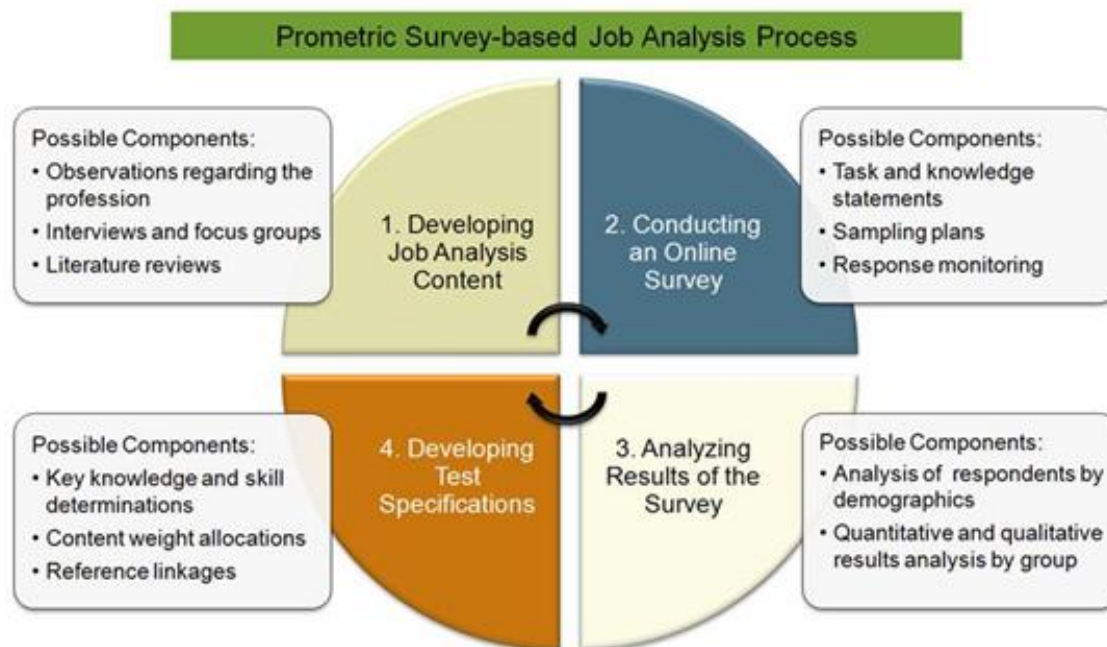 Prometric Survey-based Job Analysis Process
Possible Components:
• Observations regarding the
profession
• Interviews and focus groups
• Literature reviews
1. Developing
Job Analysis
Content
2. Conducting
an Online
Survey
Possible Components:
• Task and knowledge
statements
• Sampling plans
• Response monitoring
Possible Components:
• Key knowledge and skill
determinations
• Content weight allocations
• Reference linkages
4. Developing
Test
Specifications
3. Analyzing
Results of the
Survey
Possible Components:
• Analysis of respondents by
demographics
• Quantitative and qualitative
results analysis by group